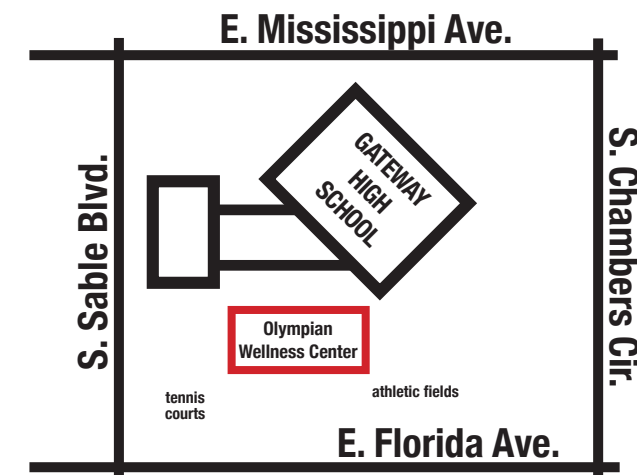 E. Mississippi Ave.
S. Sable Blvd.
GATEWAY
HIGH
SCHOOL
S. Chambers Cir.
Olympian
Wellness Center
tennis
courts
athletic fields
E. Florida Ave.